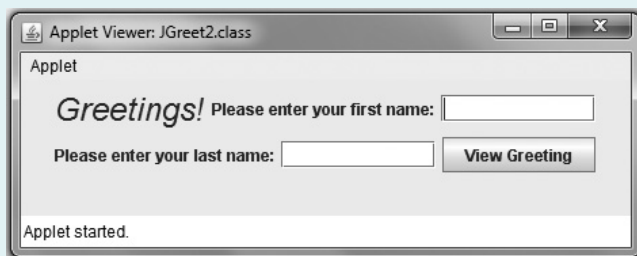 Applet Viewer: JGreet2.class
Applet
Greetings! Please enter your first name:
Please enter your last name: View Greeting
Applet started.